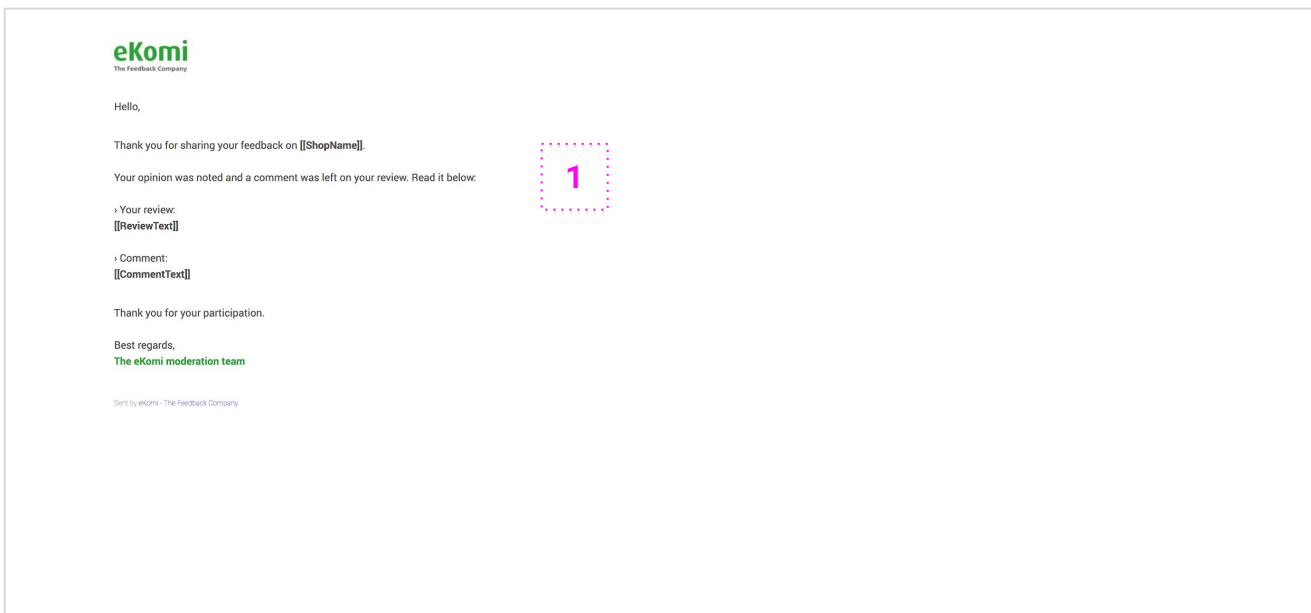 eKomi
The Feedback Company
Hello,
Thank you for sharing your feedback on [[ShopName]].
Your opinion was noted and a comment was left on your review. Read it below:
1
› Your review:
[[ReviewText]]
› Comment:
[[CommentText]]
Thank you for your participation.
Best regards,
The eKomi moderation team
Sent by eKomi - The Feedback Company